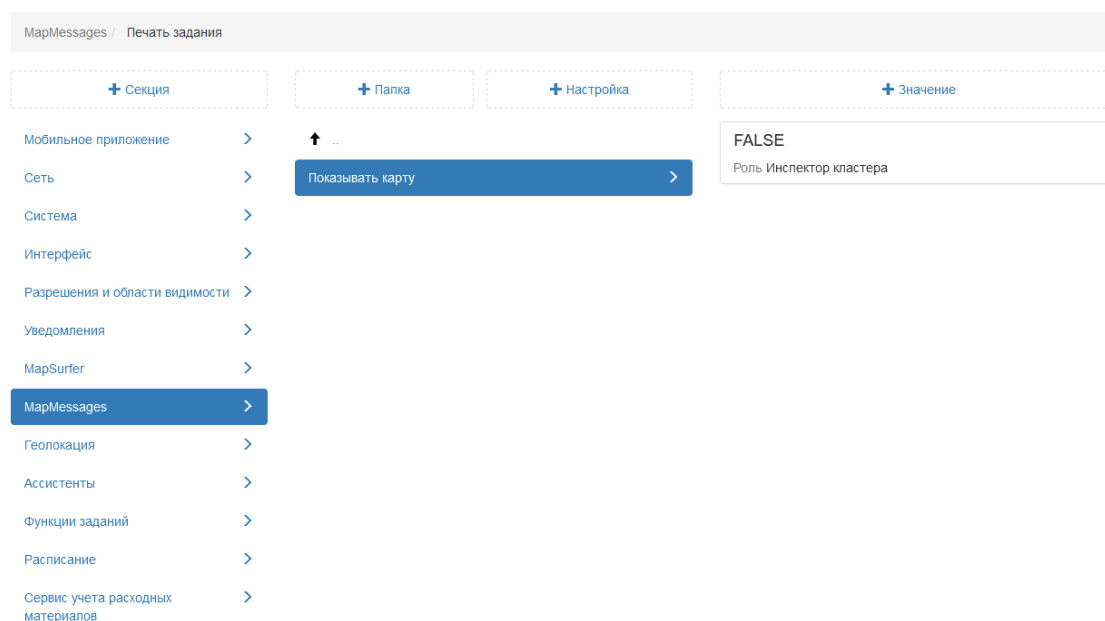 MapMessages / Печать задания
Секция
Папка
Настройка
Значение
Мобильное приложение
Сеть
Система
Интерфейс
Разрешения и области видимости
Уведомления
MapSurfer
MapMessages
Геолокация
Ассистенты
Функции заданий
Расписание
Сервис учета расходных
материалов
..
Показывать карту
FALSE
Роль Инспектор кластера